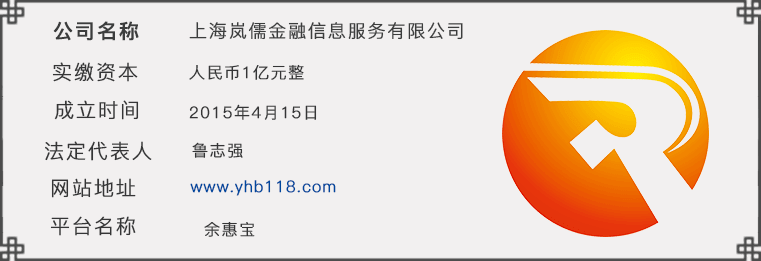 公司名称 上海岚儒金融信息服务有限公司
实缴资本 人民币1亿元整
成立时间 2015年4月15日
法定代表人 鲁志强
网站地址 www.yhb118.com
平台名称 余惠宝